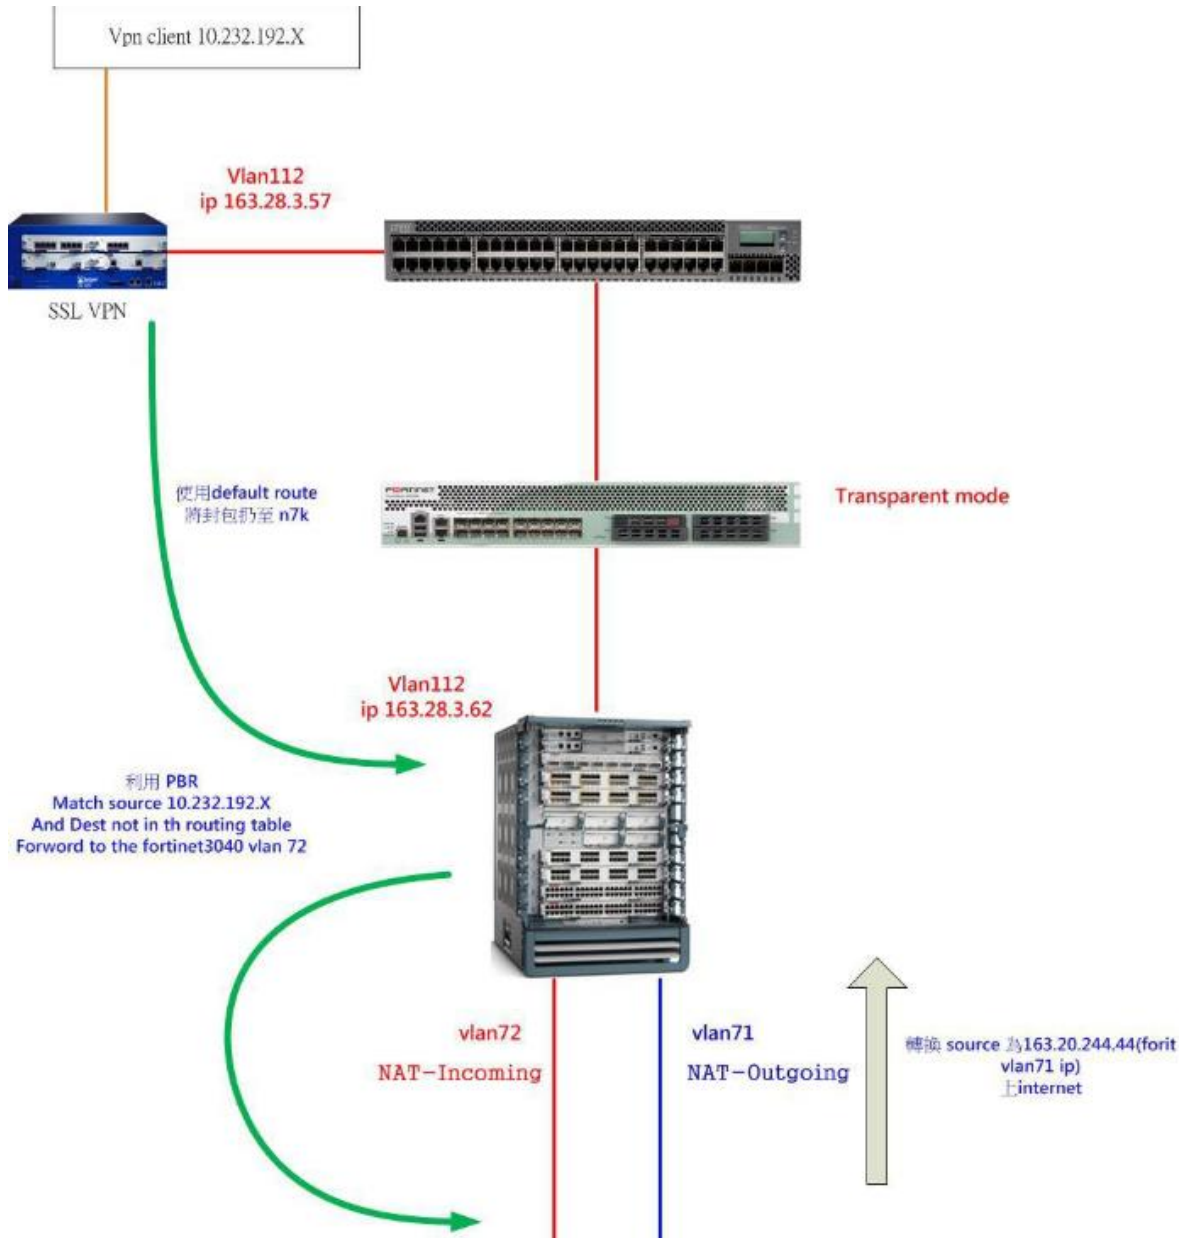 Vpn client 10.232.192.X
Vlan112
ip 163.28.3.57
SSL VPN
FORTINET
使用default route
將封包扔至 n7k
Transparent mode
Vlan112
ip 163.28.3.62
利用 PBR
Match source 10.232.192.X
And Dest not in th routing table
Forword to the fortinet3040 vlan 72
vlan72
NAT-Incoming
vlan71
NAT-Outgoing
轉換 source 為163.20.244.44(forit
vlan71 ip)
上internet